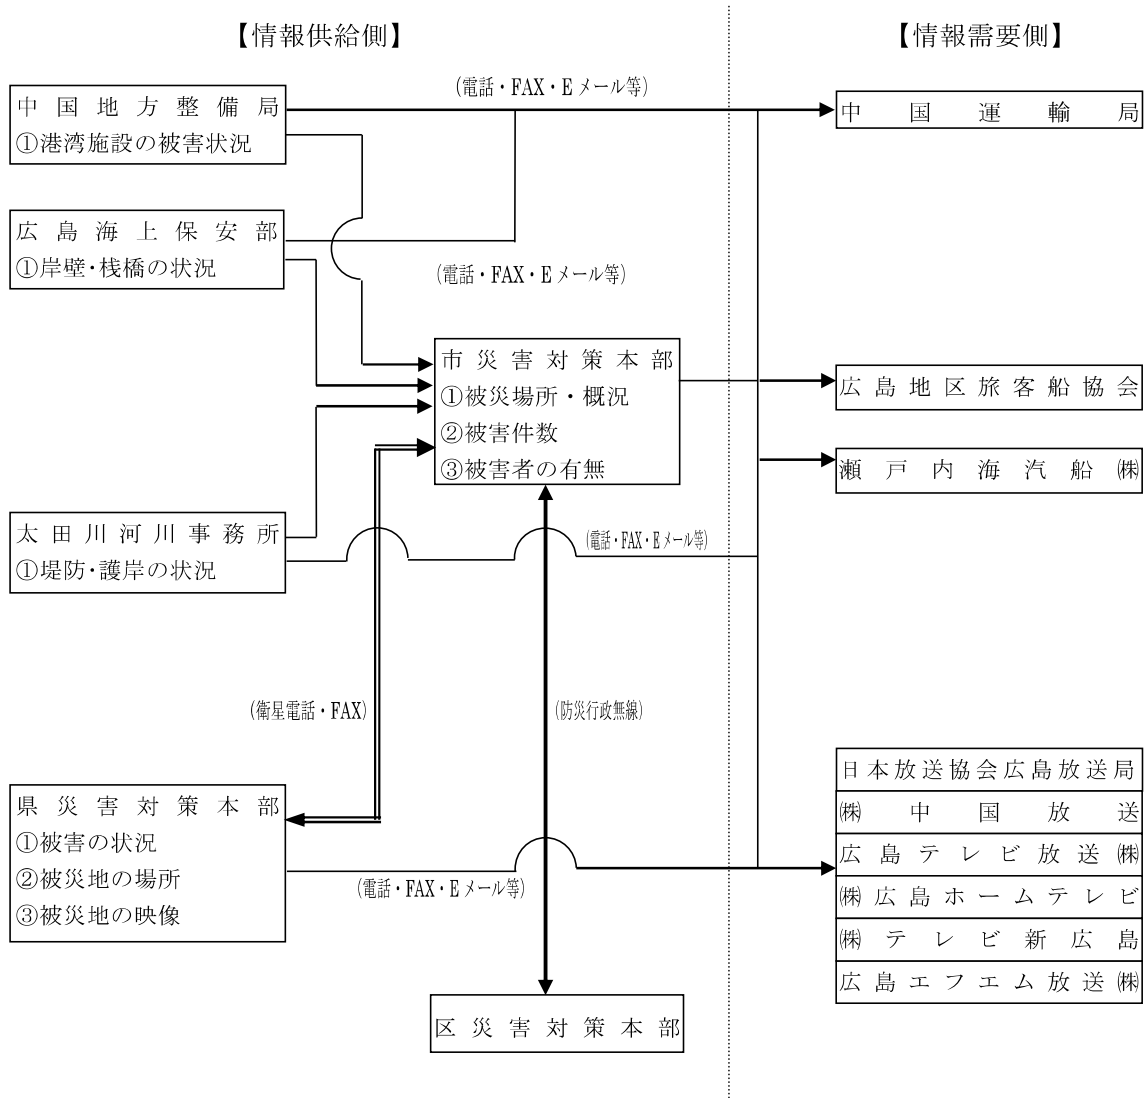 【情報供給側】
【情報需要側】
(電話・FAX・Eメール等)
中国地方整備局
①港湾施設の被害状況
中国運輸局
広島海上保安部
①岸壁・桟橋の状況
(電話・FAX・Eメール等)
市災害対策本部
①被災場所・概況
②被害件数
③被害者の有無
広島地区旅客船協会
瀬戸内海汽船㈱
太田川河川事務所
①堤防・護岸の状況
(電話・FAX・Eメール等)
(衛星電話・FAX)
(防災行政無線)
県災害対策本部
①被害の状況
②被災地の場所
③被災地の映像
(電話・FAX・Eメール等)
日本放送協会広島放送局
㈱中国放送
広島テレビ放送㈱
㈱広島ホームテレビ
㈱テレビ新広島
広島エフエム放送㈱
区災害対策本部